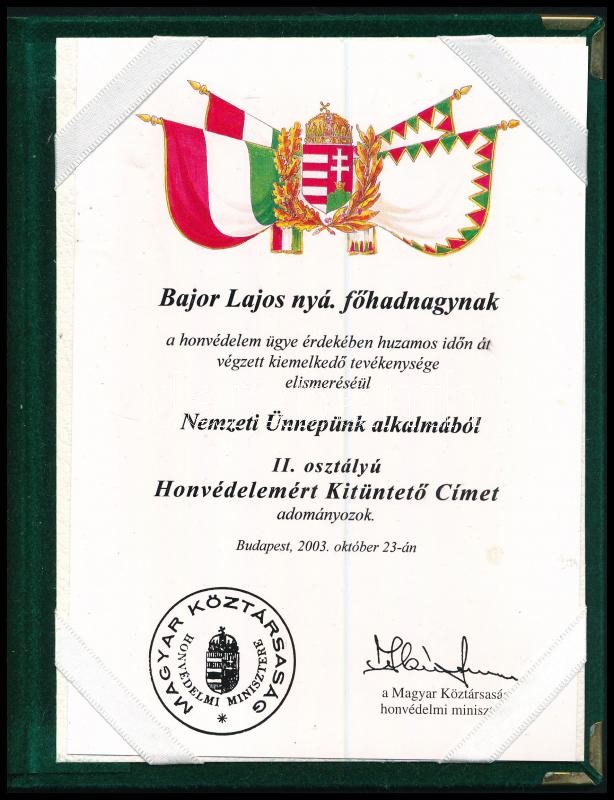 Bajor Lajos nyá. főhadnagynak
a honvédelem ügye érdekében huzamos időn át
végzett kiemelkedő tevékenysége
elismeréséül
Nemzeti Ünnepünk alkalmából
II. osztályú
Honvédelemért Kitüntető Címet
adományozok.
Budapest, 2003. október 23-án
MAGYAR KÖZTÁRSASÁG
HONVÉDELMI MINISZTERE
a Magyar Köztársasá
honvédelmi miniszt